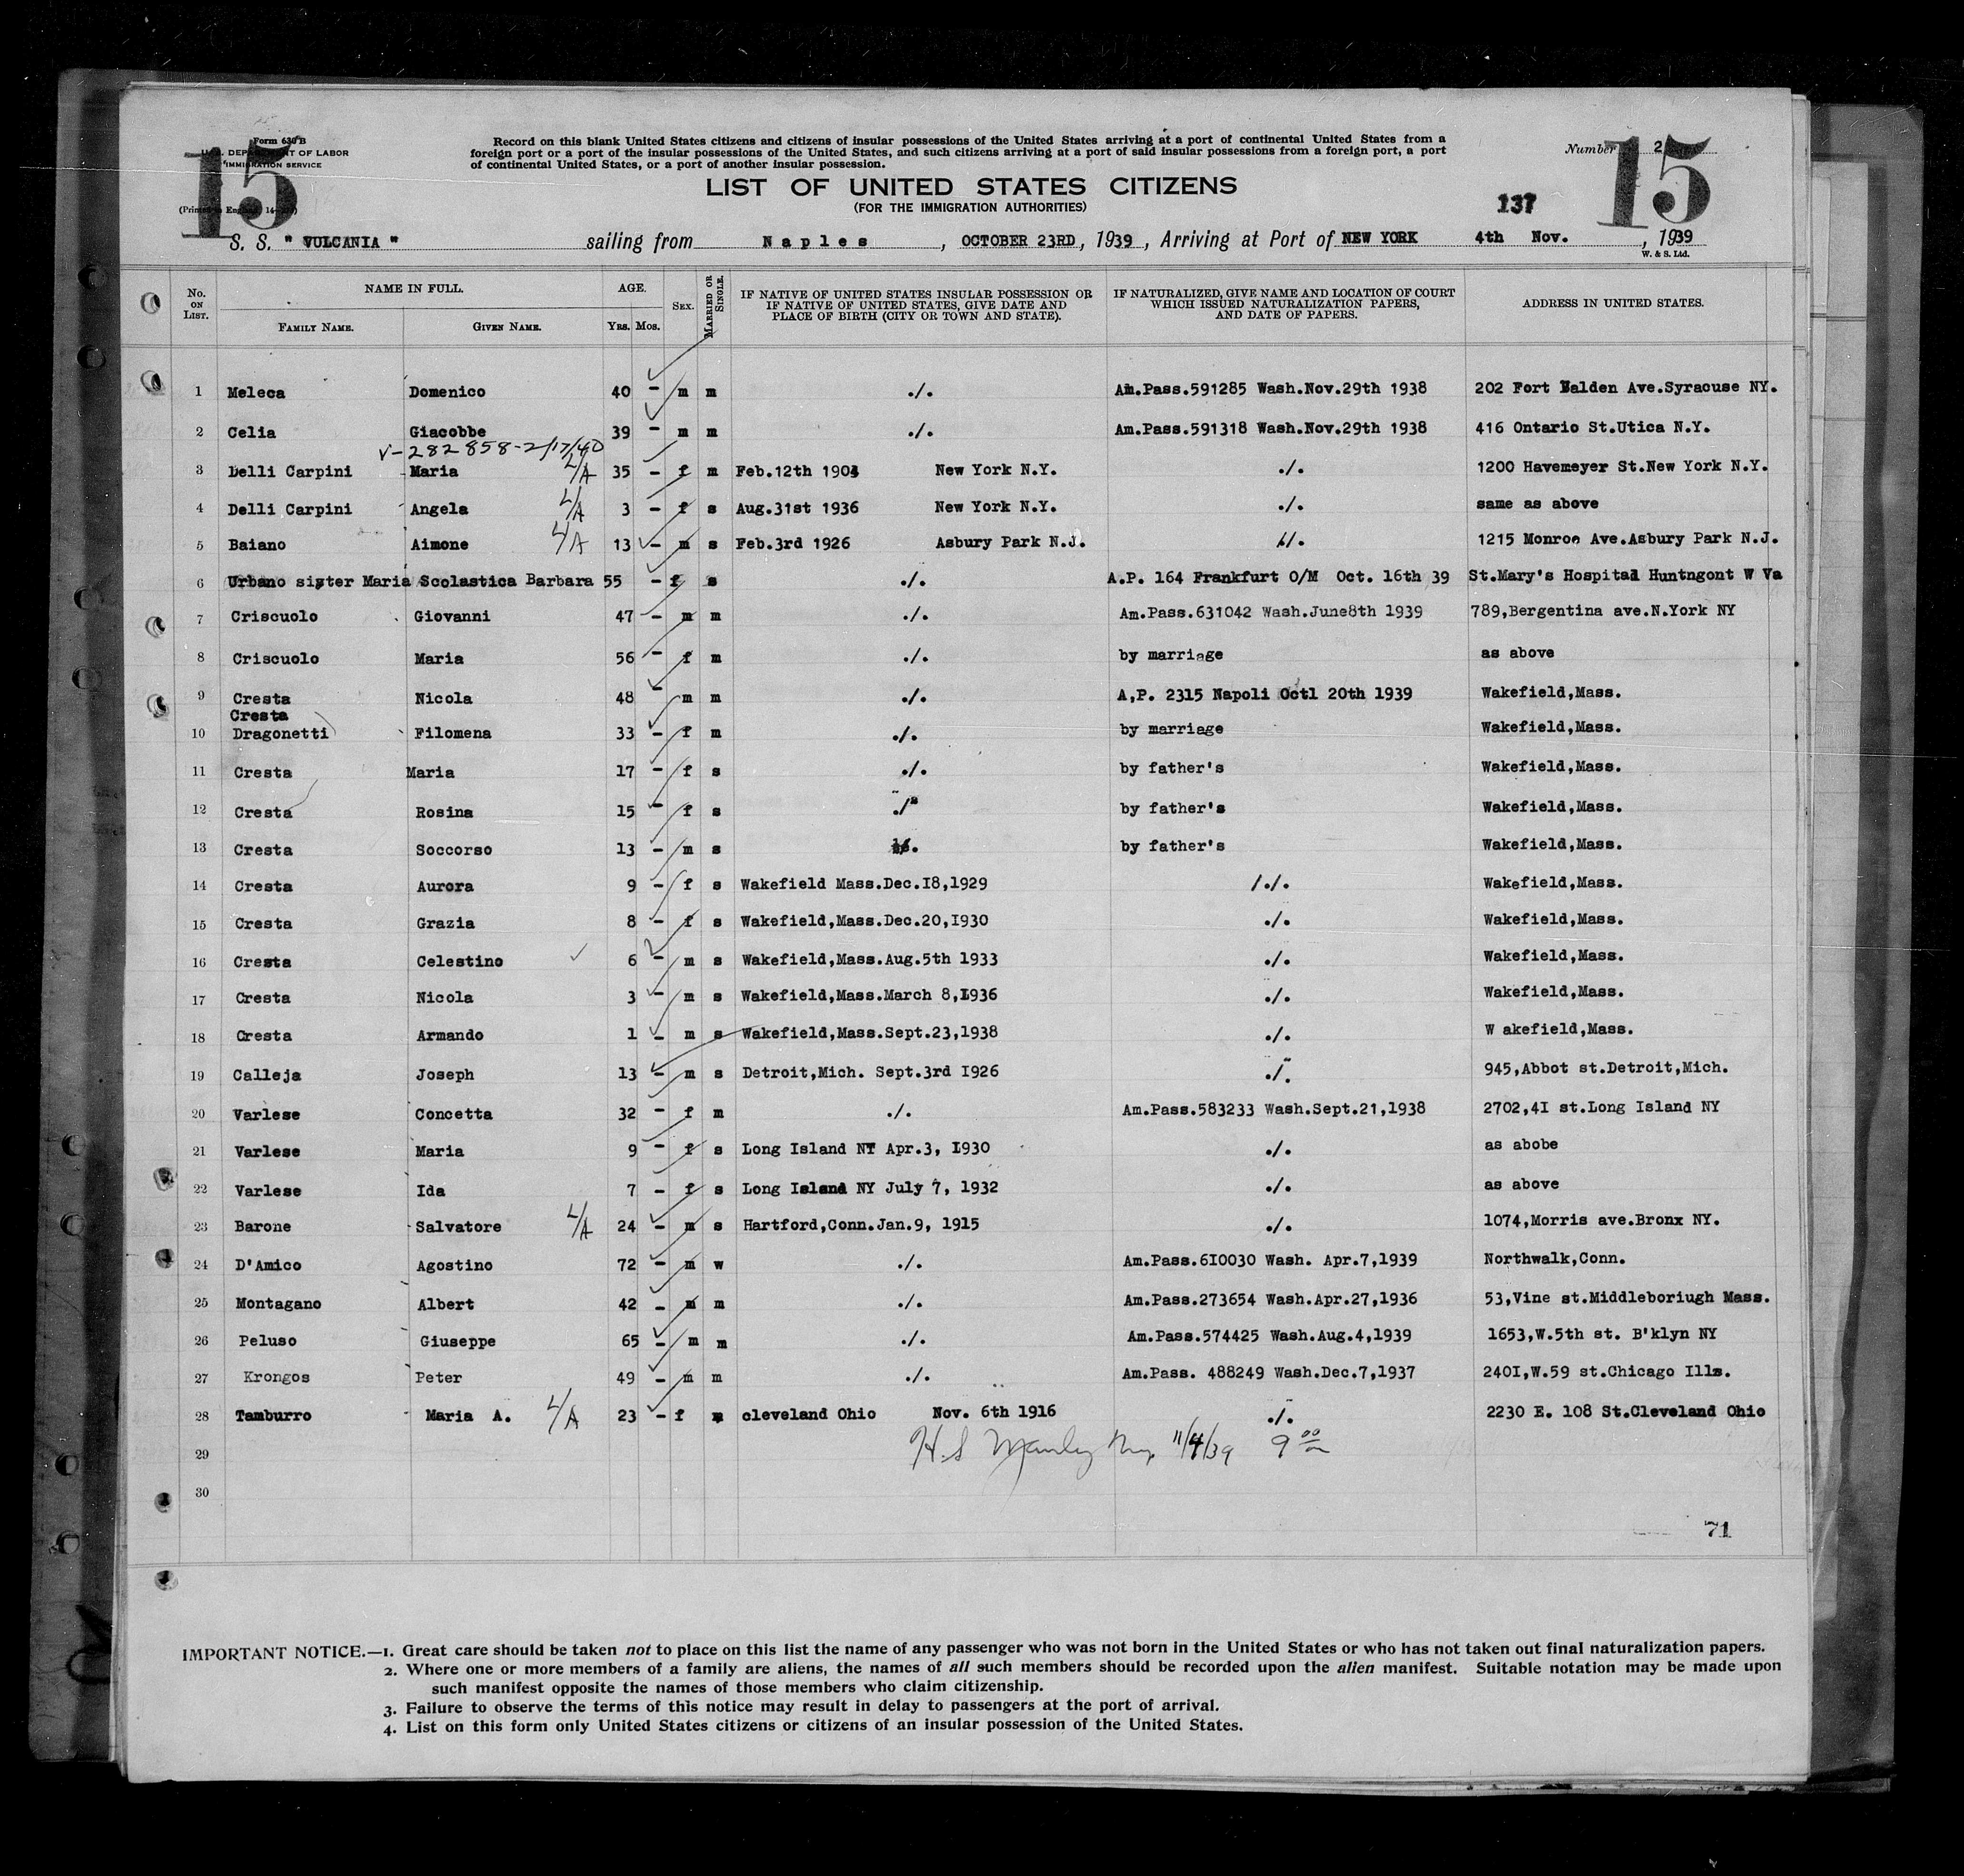 Form 630 B
U.S. DEPARTMENT OF LABOR
IMMIGRATION SERVICE
15
Record on this blank United States citizens and citizens of insular possessions of the United States arriving at a port of continental United States from a
foreign port or a port of the insular possessions of the United States, and such citizens arriving at a port of said insular possessions from a foreign port, a port
of continental United States, or a port of another insular possession.
Number 2
15
LIST OF UNITED STATES CITIZENS
(FOR THE IMMIGRATION AUTHORITIES)
137
S. S. " VULCANIA " sailing from Naples, OCTOBER 23RD, 1939, Arriving at Port of NEW YORK 4th Nov., 1939
W. & S. Ltd.
No. ON LIST. NAME IN FULL. FAMILY NAME. GIVEN NAME. AGE. YRS. MOS. SEX. MARRIED OR SINGLE. IF NATIVE OF UNITED STATES INSULAR POSSESSION OR IF NATIVE OF UNITED STATES, GIVE DATE AND PLACE OF BIRTH (CITY OR TOWN AND STATE). IF NATURALIZED, GIVE NAME AND LOCATION OF COURT WHICH ISSUED NATURALIZATION PAPERS, AND DATE OF PAPERS. ADDRESS IN UNITED STATES.
1 Meleca Domenico 40 - m m ./. Am.Pass.591285 Wash.Nov.29th 1938 202 Fort Ave.Syracuse NY.
2 Celia Giacobbe 39 - m m ./. Am.Pass.591318 Wash.Nov.29th 1938 416 Ontario St.Utica N.Y.
V-282858-2/17/40
3 Delli Carpini Maria L/A 35 - f m Feb.12th 1904 New York N.Y. ./. 1200 Havemeyer St.New York N.Y.
4 Delli Carpini Angela L/A 3 - f s Aug.31st 1936 New York N.Y. ./. same as above
5 Baiano Aimone L/A 13 - m s Feb.3rd 1926 Asbury Park N.J. ./. 1215 Monroe Ave.Asbury Park N.J.
6 Urbano sister Maria Scolastica Barbara 55 - f s ./. A.P. 164 Frankfurt O/M Oct. 16th 39 St.Mary's Hospital Huntngont W Va
7 Criscuolo Giovanni 47 - m m ./. Am.Pass.631042 Wash.June8th 1939 789,Bergentina ave.N.York NY
8 Criscuolo Maria 56 - f m ./. by marriage as above
9 Cresta Nicola 48 - m m ./. A,P. 2315 Napoli Octl 20th 1939 Wakefield,Mass.
Cresta
10 Dragonetti Filomena 33 - f m ./. by marriage Wakefield,Mass.
11 Cresta Maria 17 - f s ./. by father's Wakefield,Mass.
12 Cresta Rosina 15 - f s ./. by father's Wakefield,Mass.
13 Cresta Soccorso 13 - m s by father's Wakefield,Mass.
14 Cresta Aurora 9 - f s Wakefield Mass.Dec.I8,1929 /./. Wakefield,Mass.
15 Cresta Grazia 8 - f s Wakefield,Mass.Dec.20,I930 ./. Wakefield,Mass.
16 Cresta Celestino 6 - m s Wakefield,Mass.Aug.5th 1933 ./. Wakefield,Mass.
17 Cresta Nicola 3 - m s Wakefield,Mass.March 8,I936 ./. Wakefield,Mass.
18 Cresta Armando 1 - m s Wakefield,Mass.Sept.23,1938 ./. W akefield,Mass.
19 Calleja Joseph 13 - m s Detroit,Mich. Sept.3rd I926 ./. 945,Abbot st.Detroit,Mich.
20 Varlese Concetta 32 - f m ./. Am.Pass.583233 Wash.Sept.21,1938 2702,4I st.Long Island NY
21 Varlese Maria 9 - f s Long Island NY Apr.3, I930 ./. as abobe
22 Varlese Ida 7 - f s Long Island NY July 7, 1932 ./. as above
23 Barone Salvatore L/A 24 - m s Hartford,Conn.Jan.9, 1915 ./. 1074,Morris ave.Bronx NY.
24 D'Amico Agostino 72 - m w ./. Am.Pass.6I0030 Wash. Apr.7,1939 Northwalk,Conn.
25 Montagano Albert 42 - m m ./. Am.Pass.273654 Wash.Apr.27,1936 53,Vine st.Middleboriugh Mass.
26 Peluso Giuseppe 65 - m m ./. Am.Pass.574425 Wash.Aug.4,1939 1653,W.5th st. B'klyn NY
27 Krongos Peter 49 - m m ./. Am.Pass. 488249 Wash.Dec.7,1937 240I,W.59 st.Chicago Ills.
28 Tamburro Maria A. L/A 23 - f m cleveland Ohio Nov. 6th 1916 ./. 2230 E. 108 St.Cleveland Ohio
29 H.S Manley 11/4/39 9 00
30
71
IMPORTANT NOTICE.—1. Great care should be taken not to place on this list the name of any passenger who was not born in the United States or who has not taken out final naturalization papers.
2. Where one or more members of a family are aliens, the names of all such members should be recorded upon the alien manifest. Suitable notation may be made upon
such manifest opposite the names of those members who claim citizenship.
3. Failure to observe the terms of this notice may result in delay to passengers at the port of arrival.
4. List on this form only United States citizens or citizens of an insular possession of the United States.